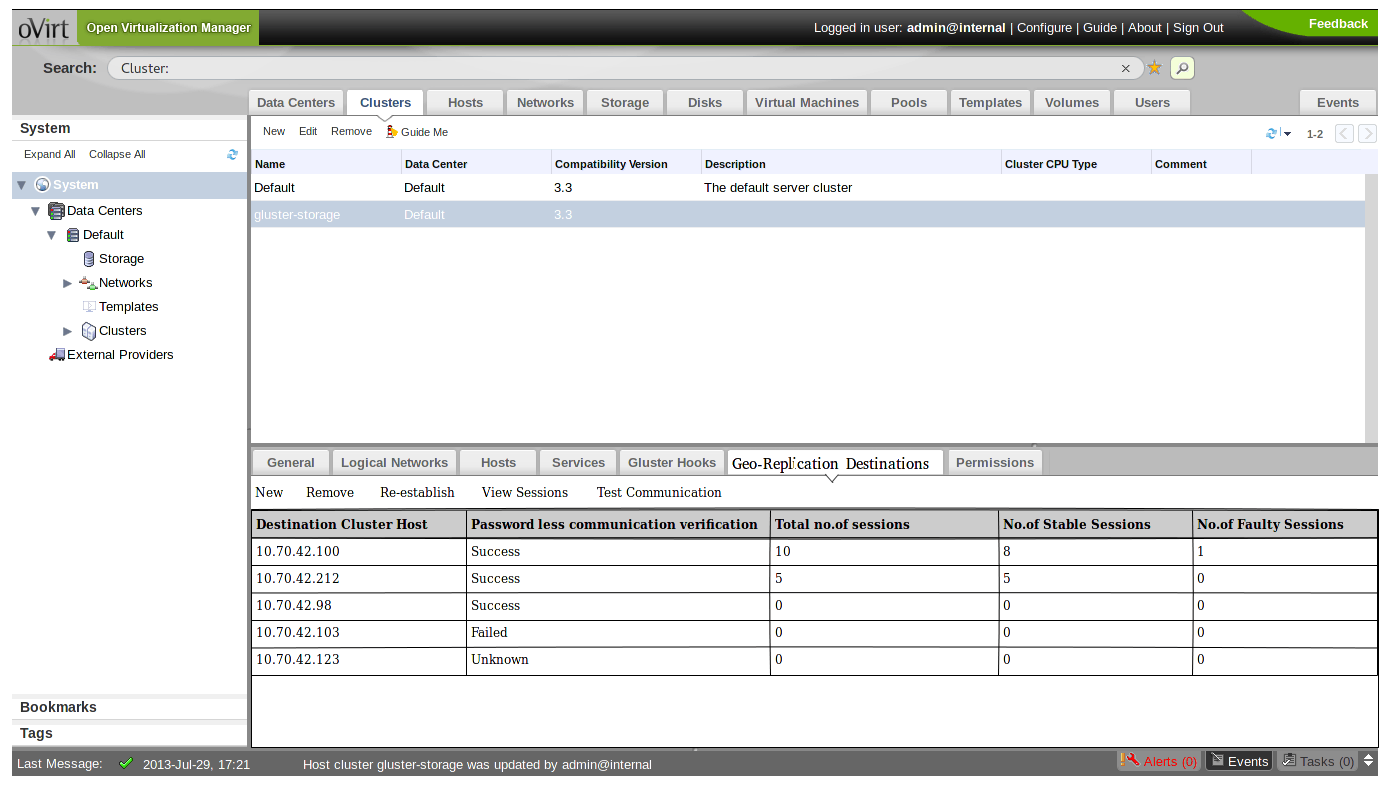 oVirt Open Virtualization Manager Logged in user: admin@internal | Configure | Guide | About | Sign Out Feedback
Search: Cluster:
Data Centers Clusters Hosts Networks Storage Disks Virtual Machines Pools Templates Volumes Users Events
System
Expand All Collapse All
System
Data Centers
Default
Storage
Networks
Templates
Clusters
External Providers
Bookmarks
Tags
New Edit Remove Guide Me 1-2
Name Data Center Compatibility Version Description Cluster CPU Type Comment
Default Default 3.3 The default server cluster
gluster-storage Default 3.3
General Logical Networks Hosts Services Gluster Hooks Geo-Replication Destinations Permissions
New Remove Re-establish View Sessions Test Communication
Destination Cluster Host Password less communication verification Total no.of sessions No.of Stable Sessions No.of Faulty Sessions
10.70.42.100 Success 10 8 1
10.70.42.212 Success 5 5 0
10.70.42.98 Success 0 0 0
10.70.42.103 Failed 0 0 0
10.70.42.123 Unknown 0 0 0
Last Message: 2013-Jul-29, 17:21 Host cluster gluster-storage was updated by admin@internal Alerts (0) Events Tasks (0)